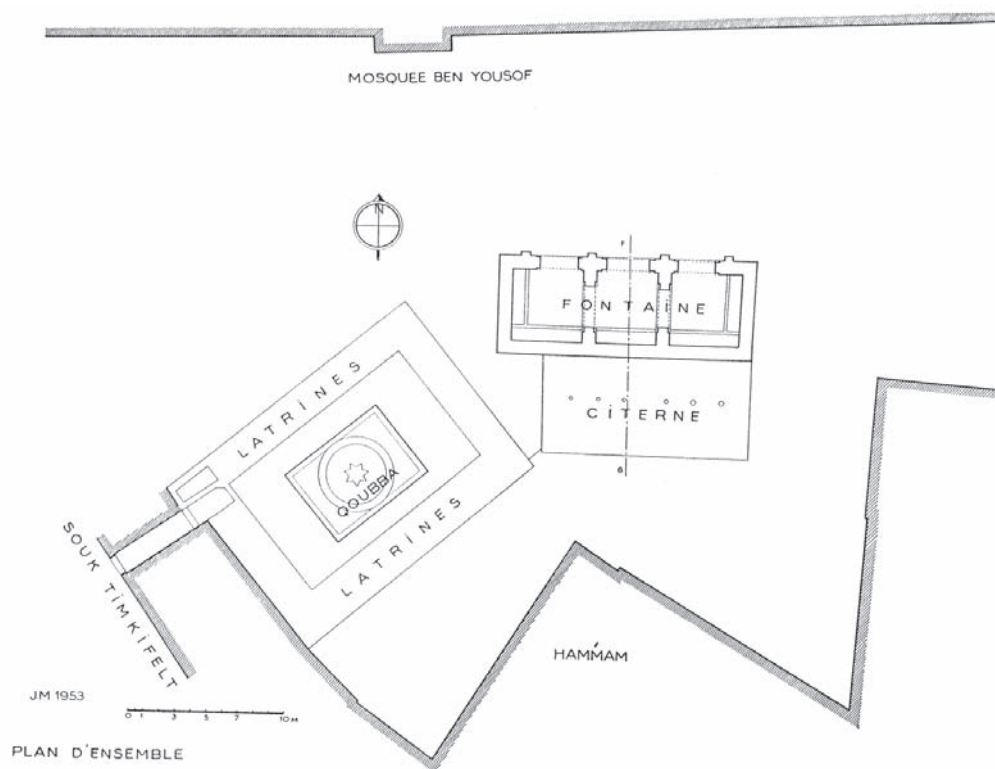 MOSQUEE BEN YOUSOF
N
F
FONTAINE
LATRINES
CITERNE
QOUBBA
G
LATRINES
SOUK TIMKIFELT
HAMMAM
JM 1953
0 1 3 5 7 10 M
PLAN D'ENSEMBLE